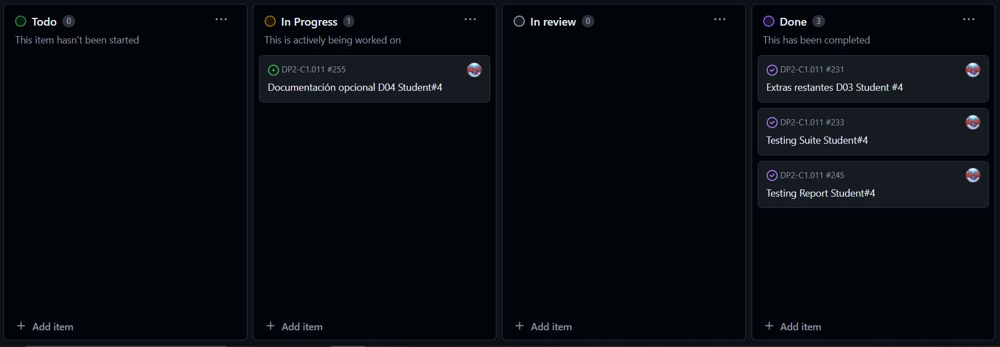 Todo 0
This item hasn't been started
Add item
In Progress 1
This is actively being worked on
DP2-C1.011 #255
Documentación opcional D04 Student#4
Add item
In review 0
Add item
Done 3
This has been completed
DP2-C1.011 #231
Extras restantes D03 Student #4
DP2-C1.011 #233
Testing Suite Student#4
DP2-C1.011 #245
Testing Report Student#4
Add item